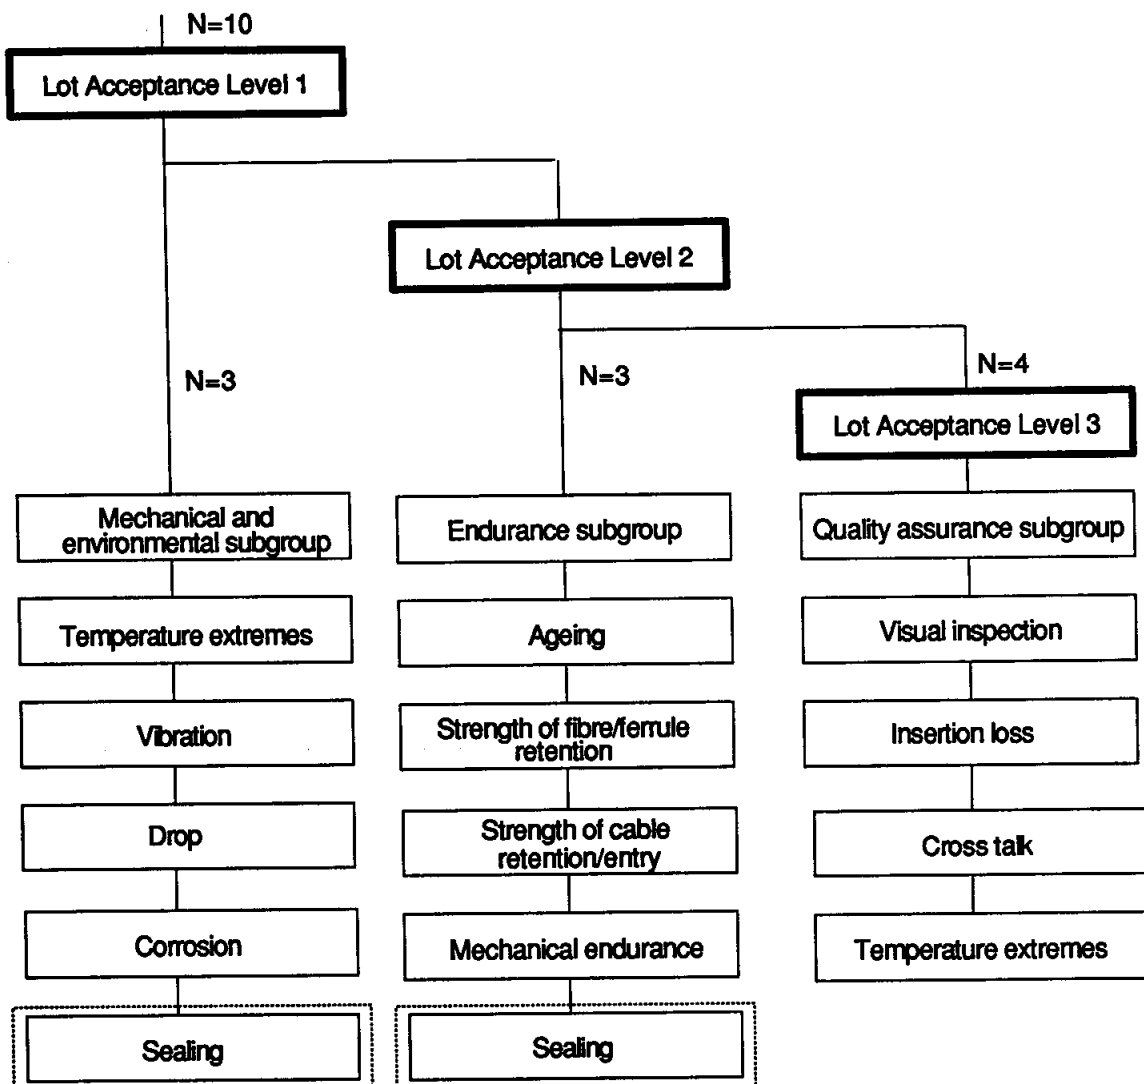 N=10
Lot Acceptance Level 1
Lot Acceptance Level 2
N=3
N=3
N=4
Lot Acceptance Level 3
Mechanical and
environmental subgroup
Endurance subgroup
Quality assurance subgroup
Temperature extremes
Ageing
Visual inspection
Vibration
Strength of fibre/ferrule
retention
Insertion loss
Drop
Strength of cable
retention/entry
Cross talk
Corrosion
Mechanical endurance
Temperature extremes
Sealing
Sealing